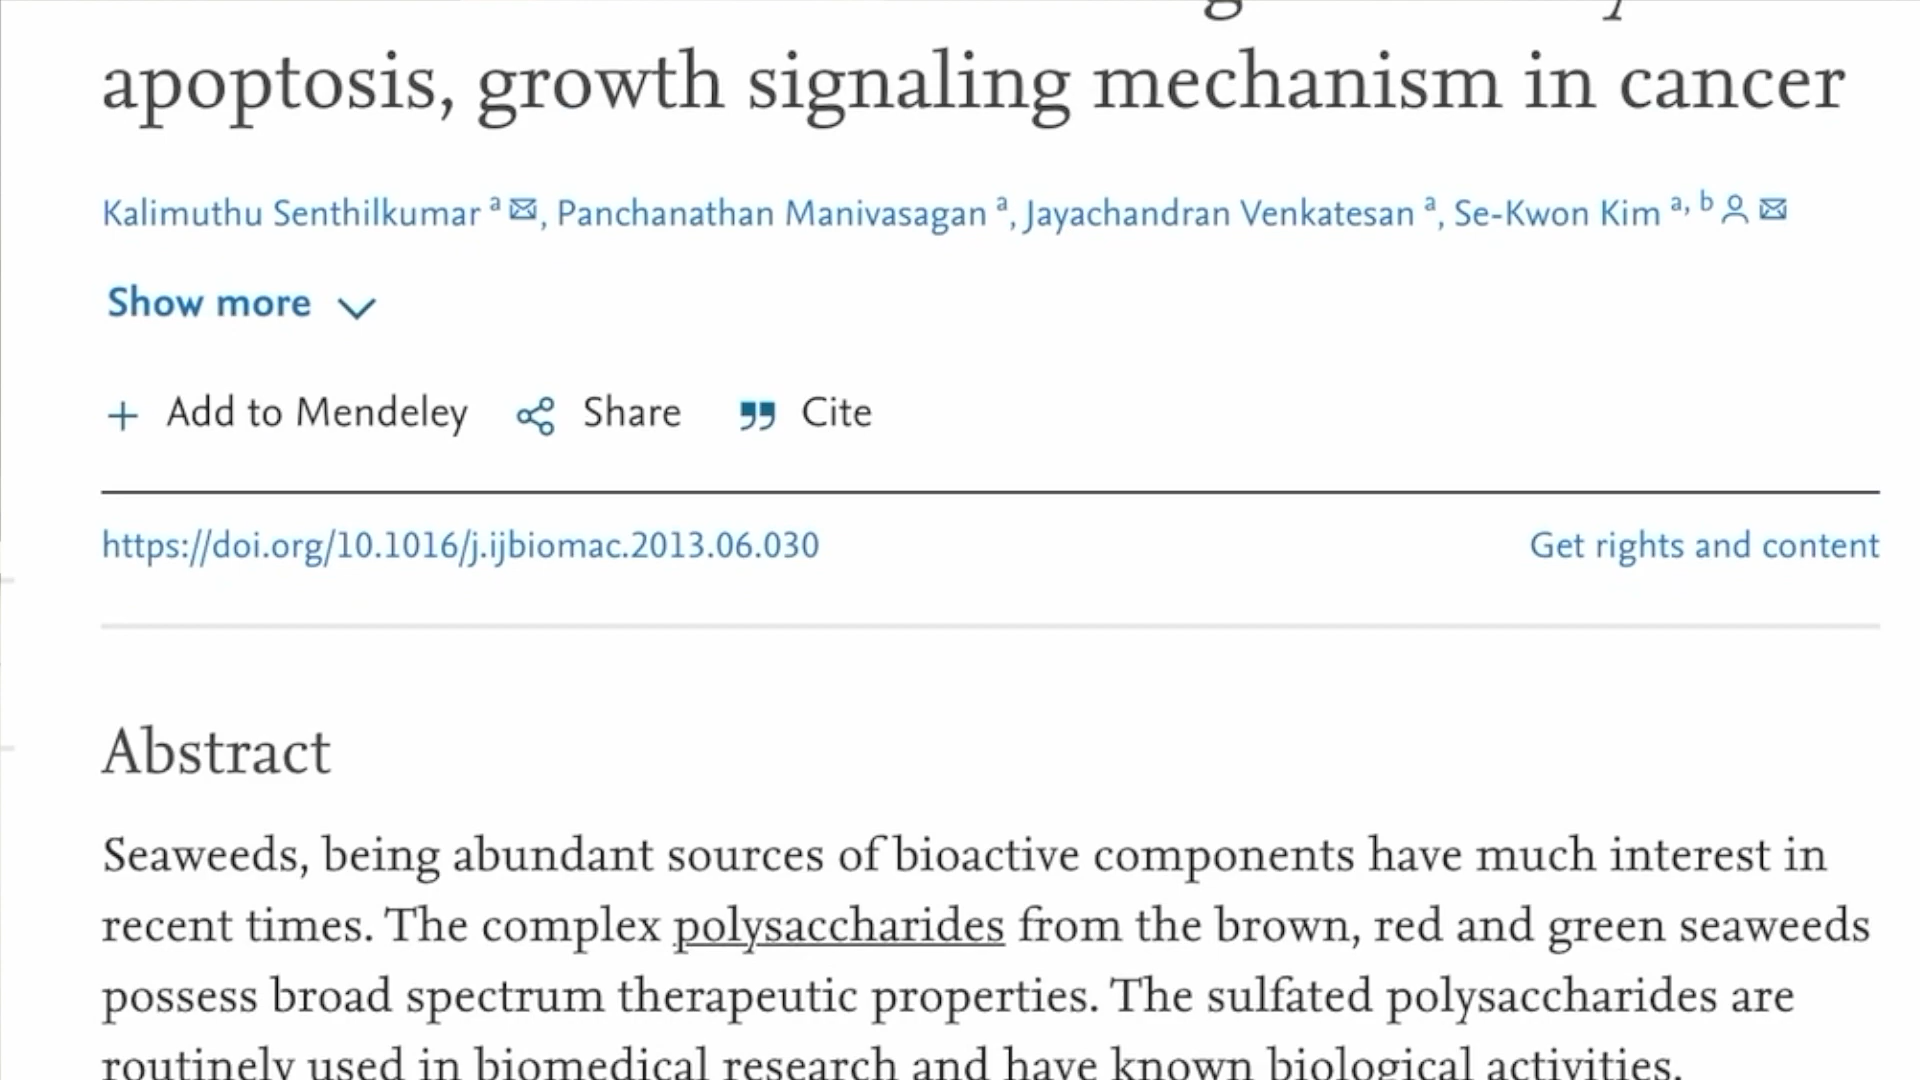 apoptosis, growth signaling mechanism in cancer
Kalimuthu Senthilkumar a, Panchanathan Manivasagan a, Jayachandran Venkatesan a, Se-Kwon Kim a, b
Show more
+ Add to Mendeley Share Cite
https://doi.org/10.1016/j.ijbiomac.2013.06.030 Get rights and content
Abstract
Seaweeds, being abundant sources of bioactive components have much interest in
recent times. The complex polysaccharides from the brown, red and green seaweeds
possess broad spectrum therapeutic properties. The sulfated polysaccharides are
routinely used in biomedical research and have known biological activities.